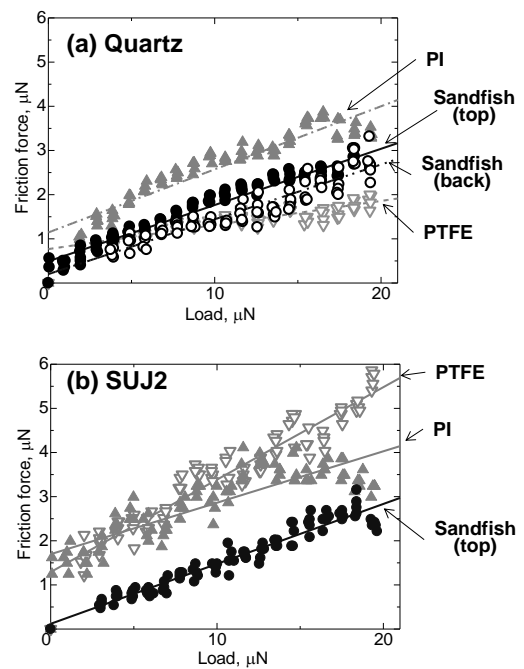 (a) Quartz
PI
Sandfish
(top)
Sandfish
(back)
PTFE
Friction force, μN
6
5
4
3
2
1
0
0
10
20
Load, μN
(b) SUJ2
PTFE
PI
Sandfish
(top)
Friction force, μN
6
5
4
3
2
1
0
0
10
20
Load, μN